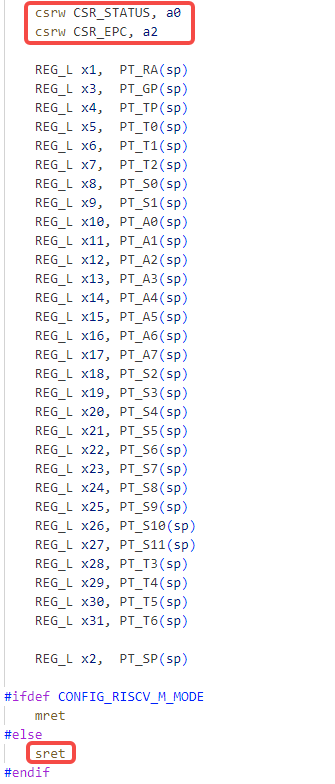 csrw CSR_STATUS, a0
csrw CSR_EPC, a2
REG_L x1,  PT_RA(sp)
REG_L x3,  PT_GP(sp)
REG_L x4,  PT_TP(sp)
REG_L x5,  PT_T0(sp)
REG_L x6,  PT_T1(sp)
REG_L x7,  PT_T2(sp)
REG_L x8,  PT_S0(sp)
REG_L x9,  PT_S1(sp)
REG_L x10, PT_A0(sp)
REG_L x11, PT_A1(sp)
REG_L x12, PT_A2(sp)
REG_L x13, PT_A3(sp)
REG_L x14, PT_A4(sp)
REG_L x15, PT_A5(sp)
REG_L x16, PT_A6(sp)
REG_L x17, PT_A7(sp)
REG_L x18, PT_S2(sp)
REG_L x19, PT_S3(sp)
REG_L x20, PT_S4(sp)
REG_L x21, PT_S5(sp)
REG_L x22, PT_S6(sp)
REG_L x23, PT_S7(sp)
REG_L x24, PT_S8(sp)
REG_L x25, PT_S9(sp)
REG_L x26, PT_S10(sp)
REG_L x27, PT_S11(sp)
REG_L x28, PT_T3(sp)
REG_L x29, PT_T4(sp)
REG_L x30, PT_T5(sp)
REG_L x31, PT_T6(sp)
REG_L x2,  PT_SP(sp)
#ifdef CONFIG_RISCV_M_MODE
mret
#else
sret
#endif